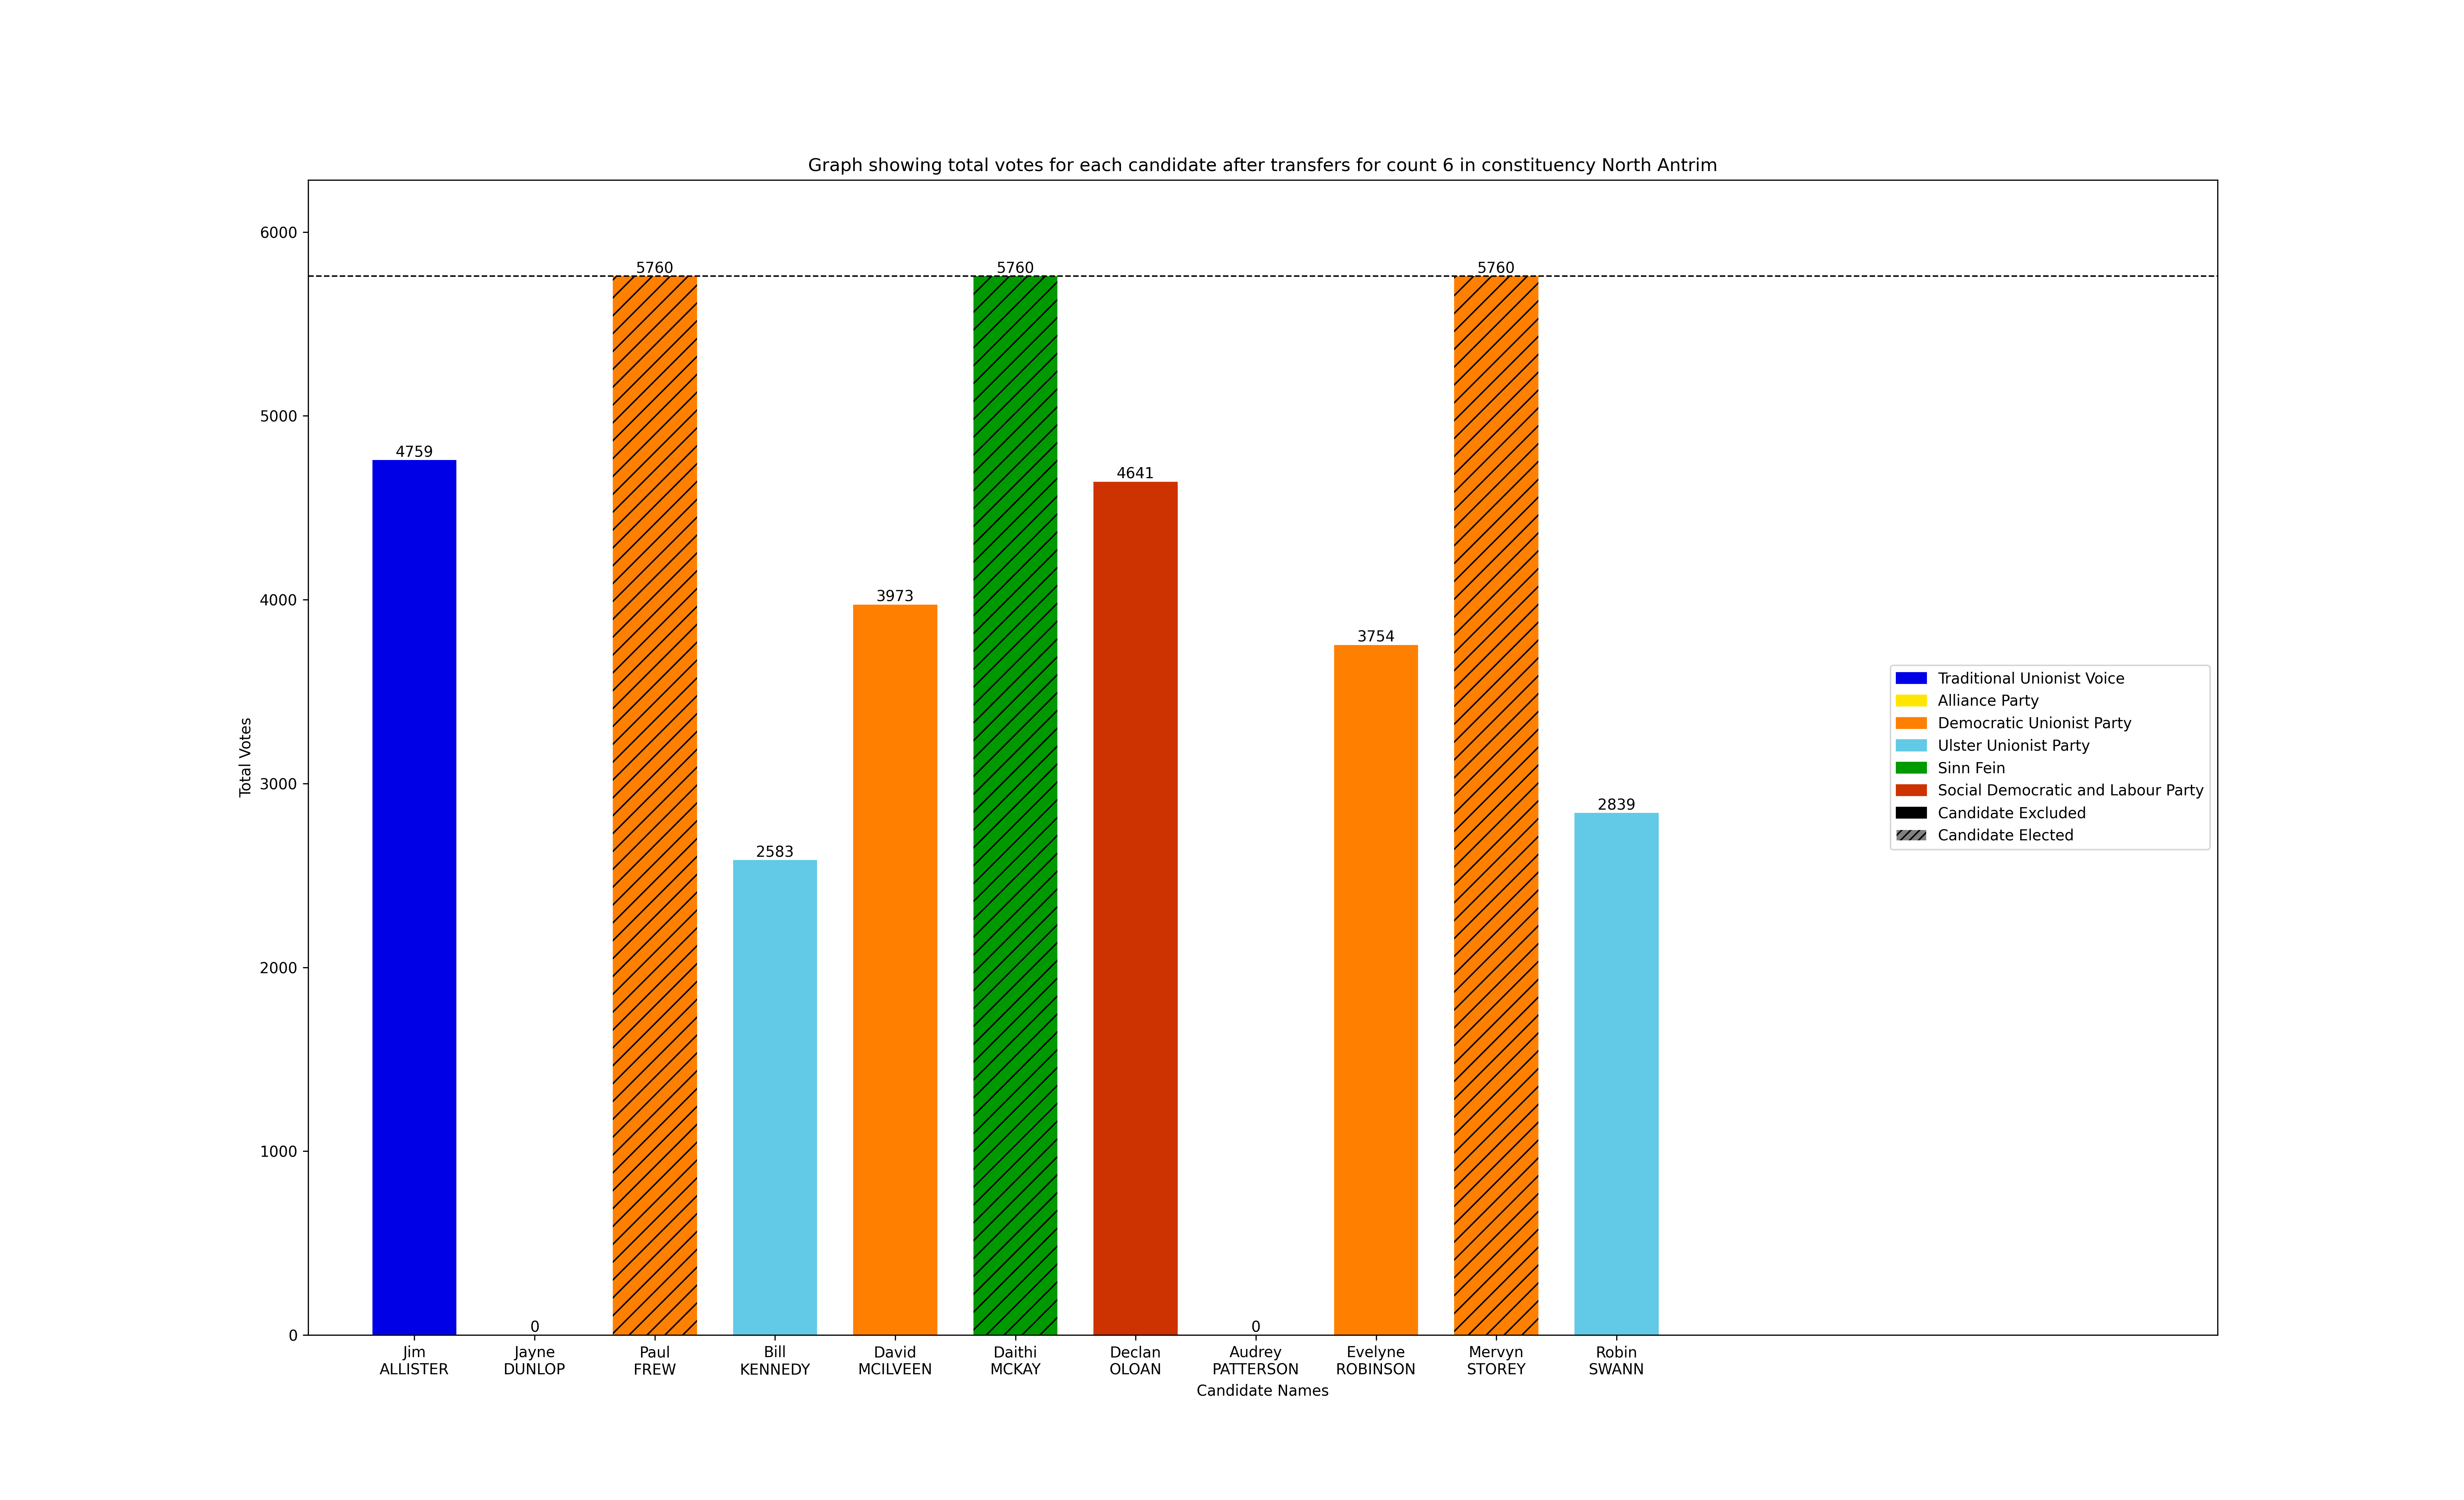 Graph showing total votes for each candidate after transfers for count 6 in constituency North Antrim
Total Votes
6000
5000
4000
3000
2000
1000
0
4759
0
5760
2583
3973
5760
4641
0
3754
5760
2839
Jim
ALLISTER
Jayne
DUNLOP
Paul
FREW
Bill
KENNEDY
David
MCILVEEN
Daithi
MCKAY
Declan
OLOAN
Audrey
PATTERSON
Evelyne
ROBINSON
Mervyn
STOREY
Robin
SWANN
Candidate Names
Traditional Unionist Voice
Alliance Party
Democratic Unionist Party
Ulster Unionist Party
Sinn Fein
Social Democratic and Labour Party
Candidate Excluded
Candidate Elected